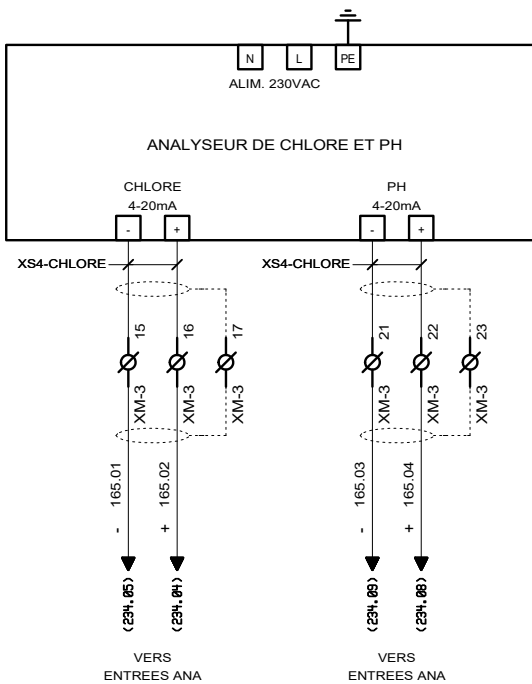 N
L
PE
ALIM. 230VAC
ANALYSEUR DE CHLORE ET PH
CHLORE
4-20mA
PH
4-20mA
-
+
-
+
XS4-CHLORE
XS4-CHLORE
15
16
17
21
22
23
XM-3
XM-3
XM-3
XM-3
XM-3
XM-3
165.01
165.02
165.03
165.04
-
+
-
+
(234.05)
(234.04)
(234.09)
(234.08)
VERS
ENTREES ANA
VERS
ENTREES ANA